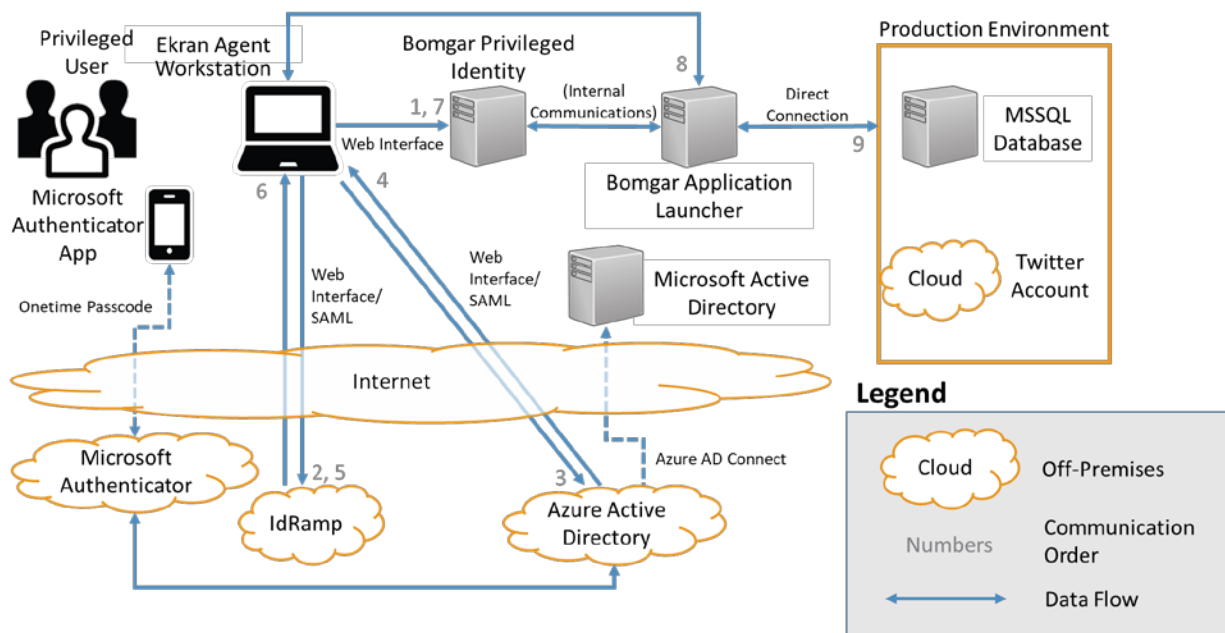 Privileged
User
Ekran Agent
Workstation
Bomgar Privileged
Identity
8
Production Environment
1, 7
(Internal
Communications)
Direct
Connection
MSSQL
Database
Web Interface
9
6
4
Bomgar Application
Launcher
Microsoft
Authenticator
App
Web
Interface/
SAML
Web
Interface/
SAML
Microsoft Active
Directory
Cloud
Twitter
Account
Onetime Passcode
Internet
Legend
Microsoft
Authenticator
2, 5
IdRamp
3
Azure AD Connect
Azure Active
Directory
Cloud
Off-Premises
Numbers
Communication
Order
Data Flow